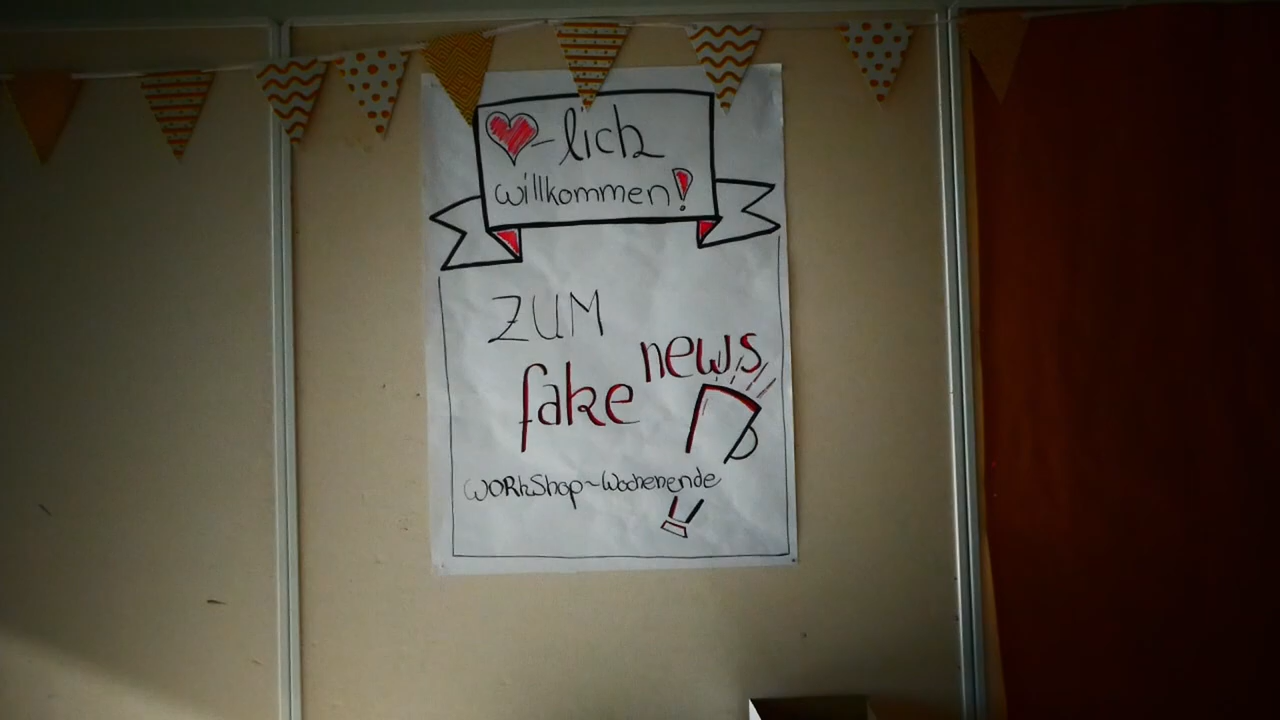 ❤-lich
willkommen!
ZUM
fake news
WORkShop~Wochenende